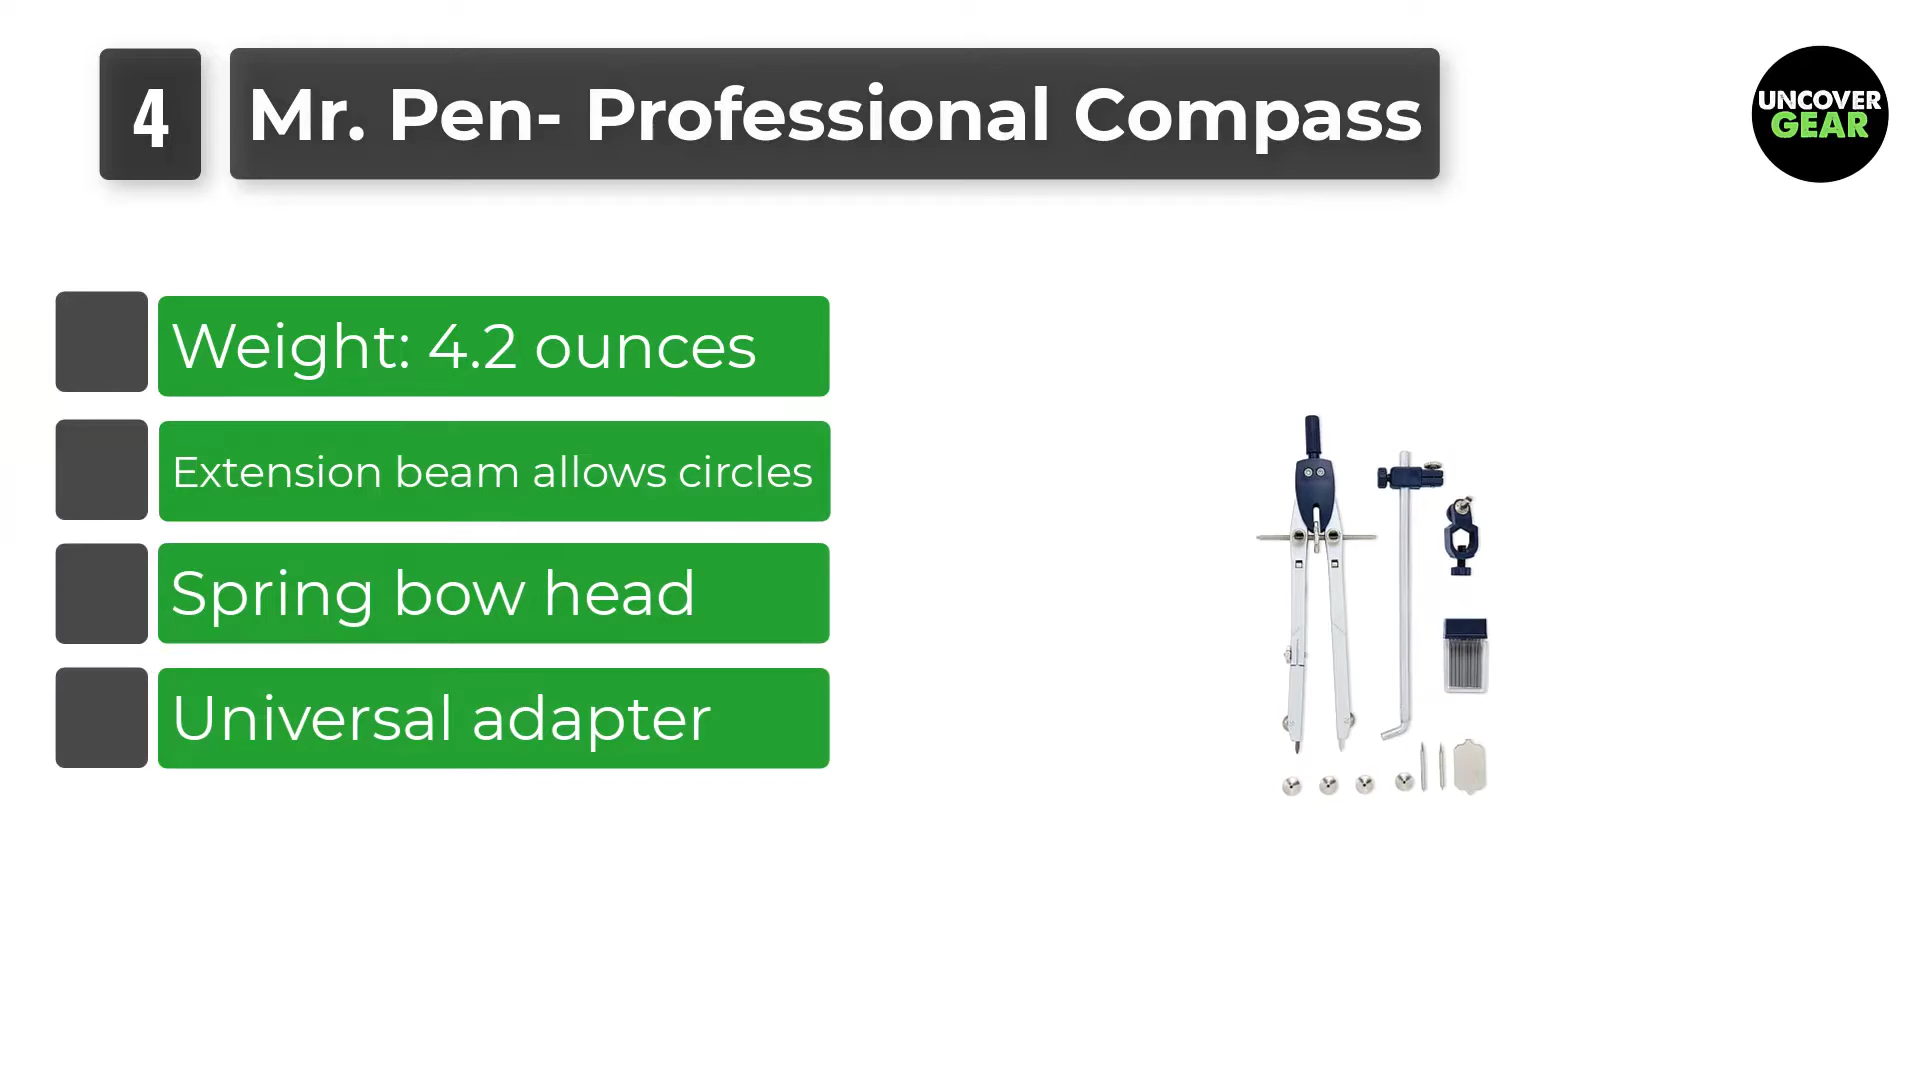 4
Mr. Pen- Professional Compass
UNCOVER
GEAR
Weight: 4.2 ounces
Extension beam allows circles
Spring bow head
Universal adapter